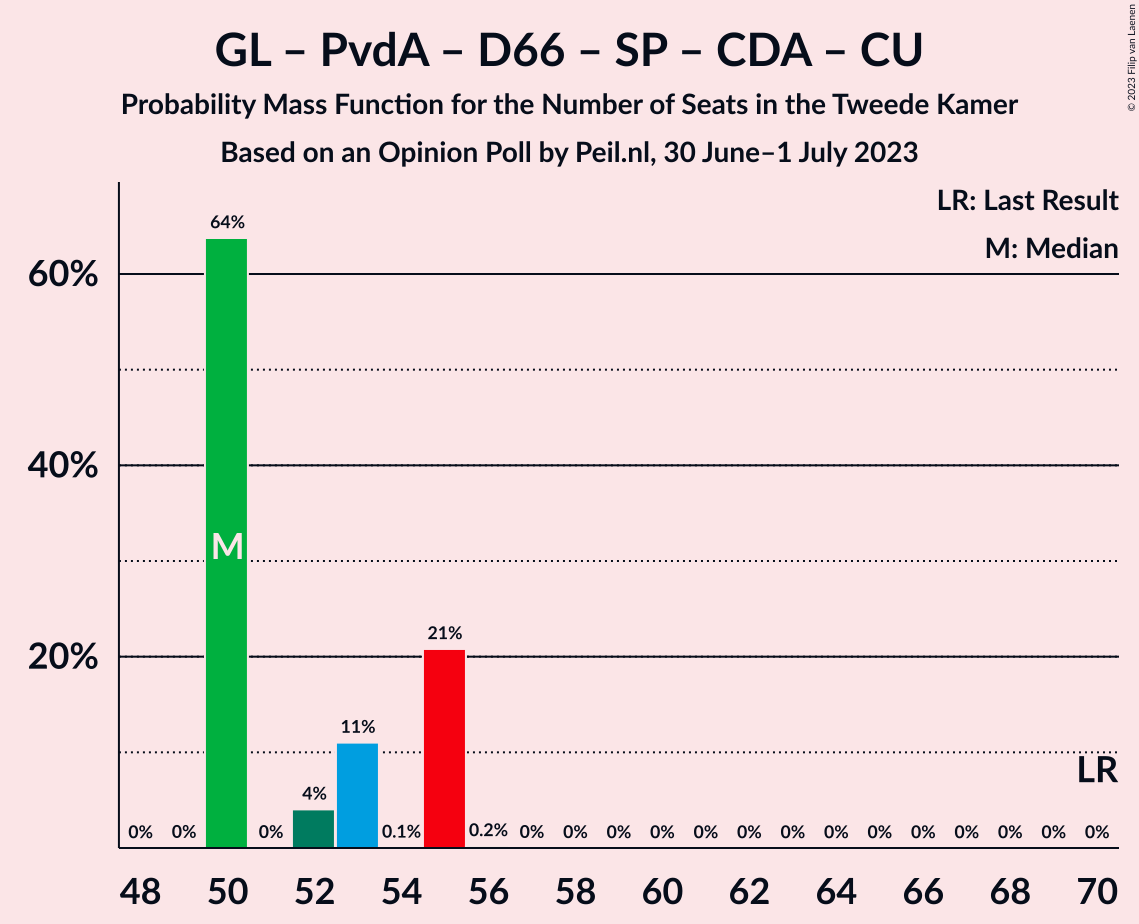 GL – PvdA – D66 – SP – CDA – CU
Probability Mass Function for the Number of Seats in the Tweede Kamer
Based on an Opinion Poll by Peil.nl, 30 June–1 July 2023
© 2023 Filip van Laenen
LR: Last Result
M: Median
60%
40%
20%
64%
M
21%
11%
4%
LR
0% 0% 0% 0.1% 0.2% 0% 0% 0% 0% 0% 0% 0% 0% 0% 0% 0% 0% 0% 0%
48 50 52 54 56 58 60 62 64 66 68 70